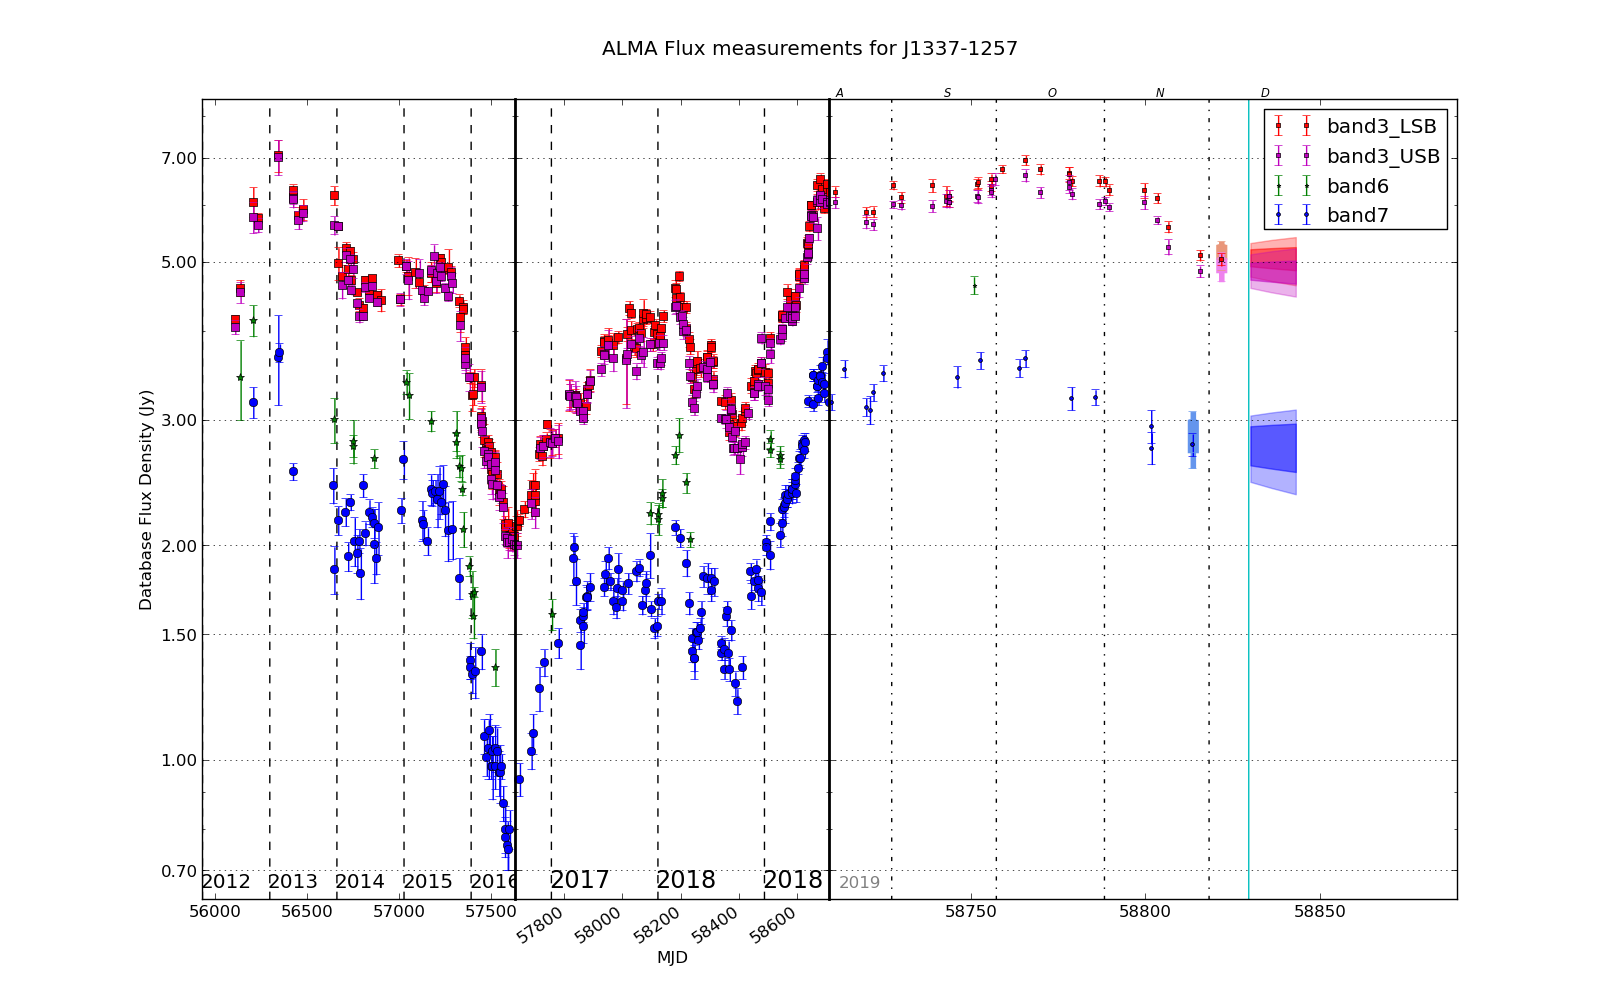 ALMA Flux measurements for J1337-1257
A S O N D
band3_LSB
band3_USB
band6
band7
7.00
5.00
3.00
2.00
1.50
1.00
0.70
Database Flux Density (Jy)
2012 2013 2014 2015 2016 2017 2018 2018 2019
56000 56500 57000 57500 57800 58000 58200 58400 58600 58750 58800 58850
MJD